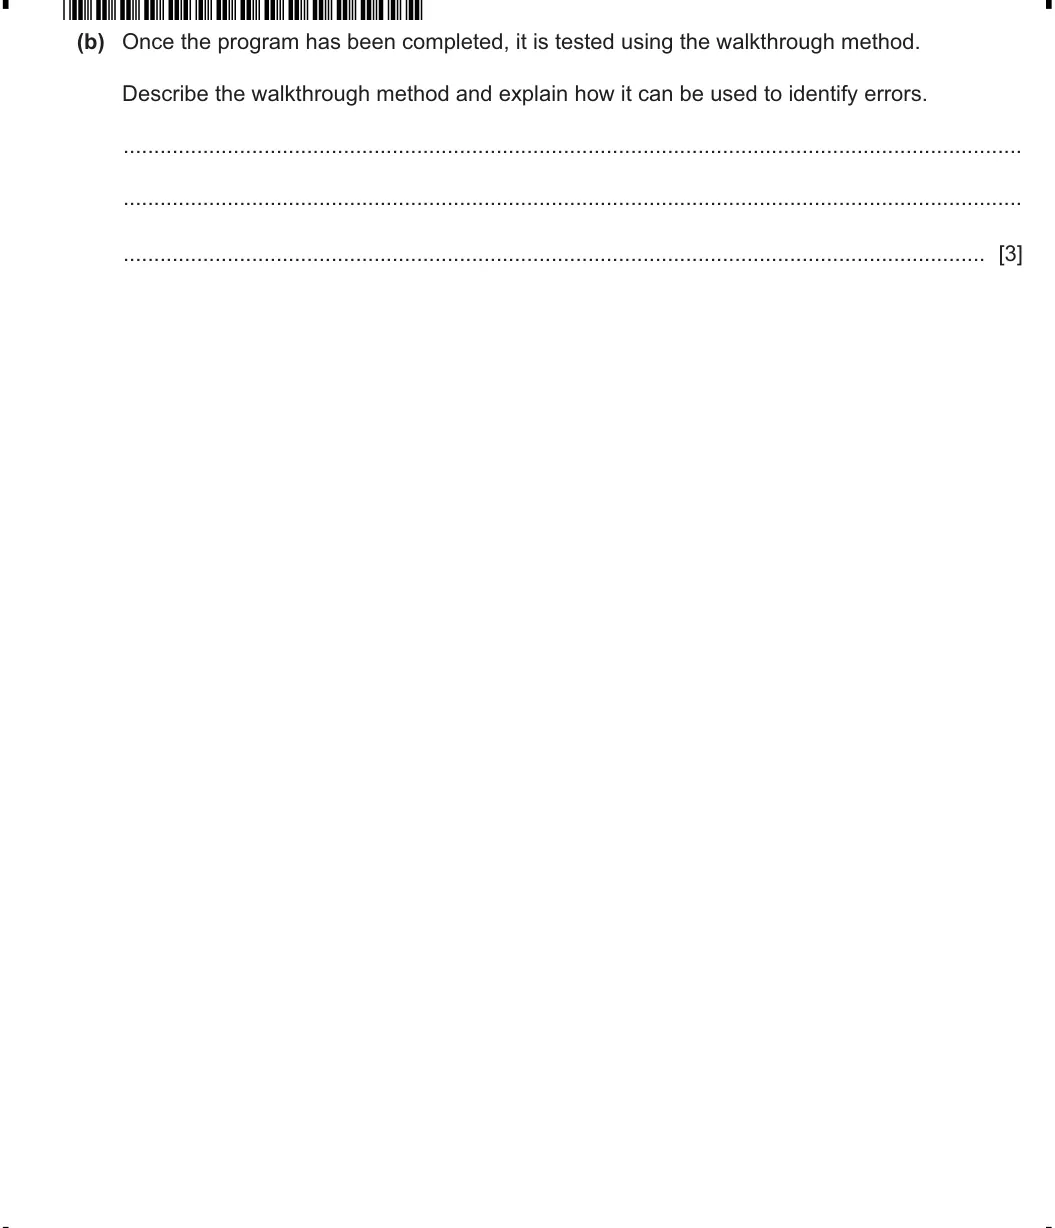 (b) Once the program has been completed, it is tested using the walkthrough method.
Describe the walkthrough method and explain how it can be used to identify errors.
..........................................................................................................................................................
..........................................................................................................................................................
.................................................................................................................................................... [3]